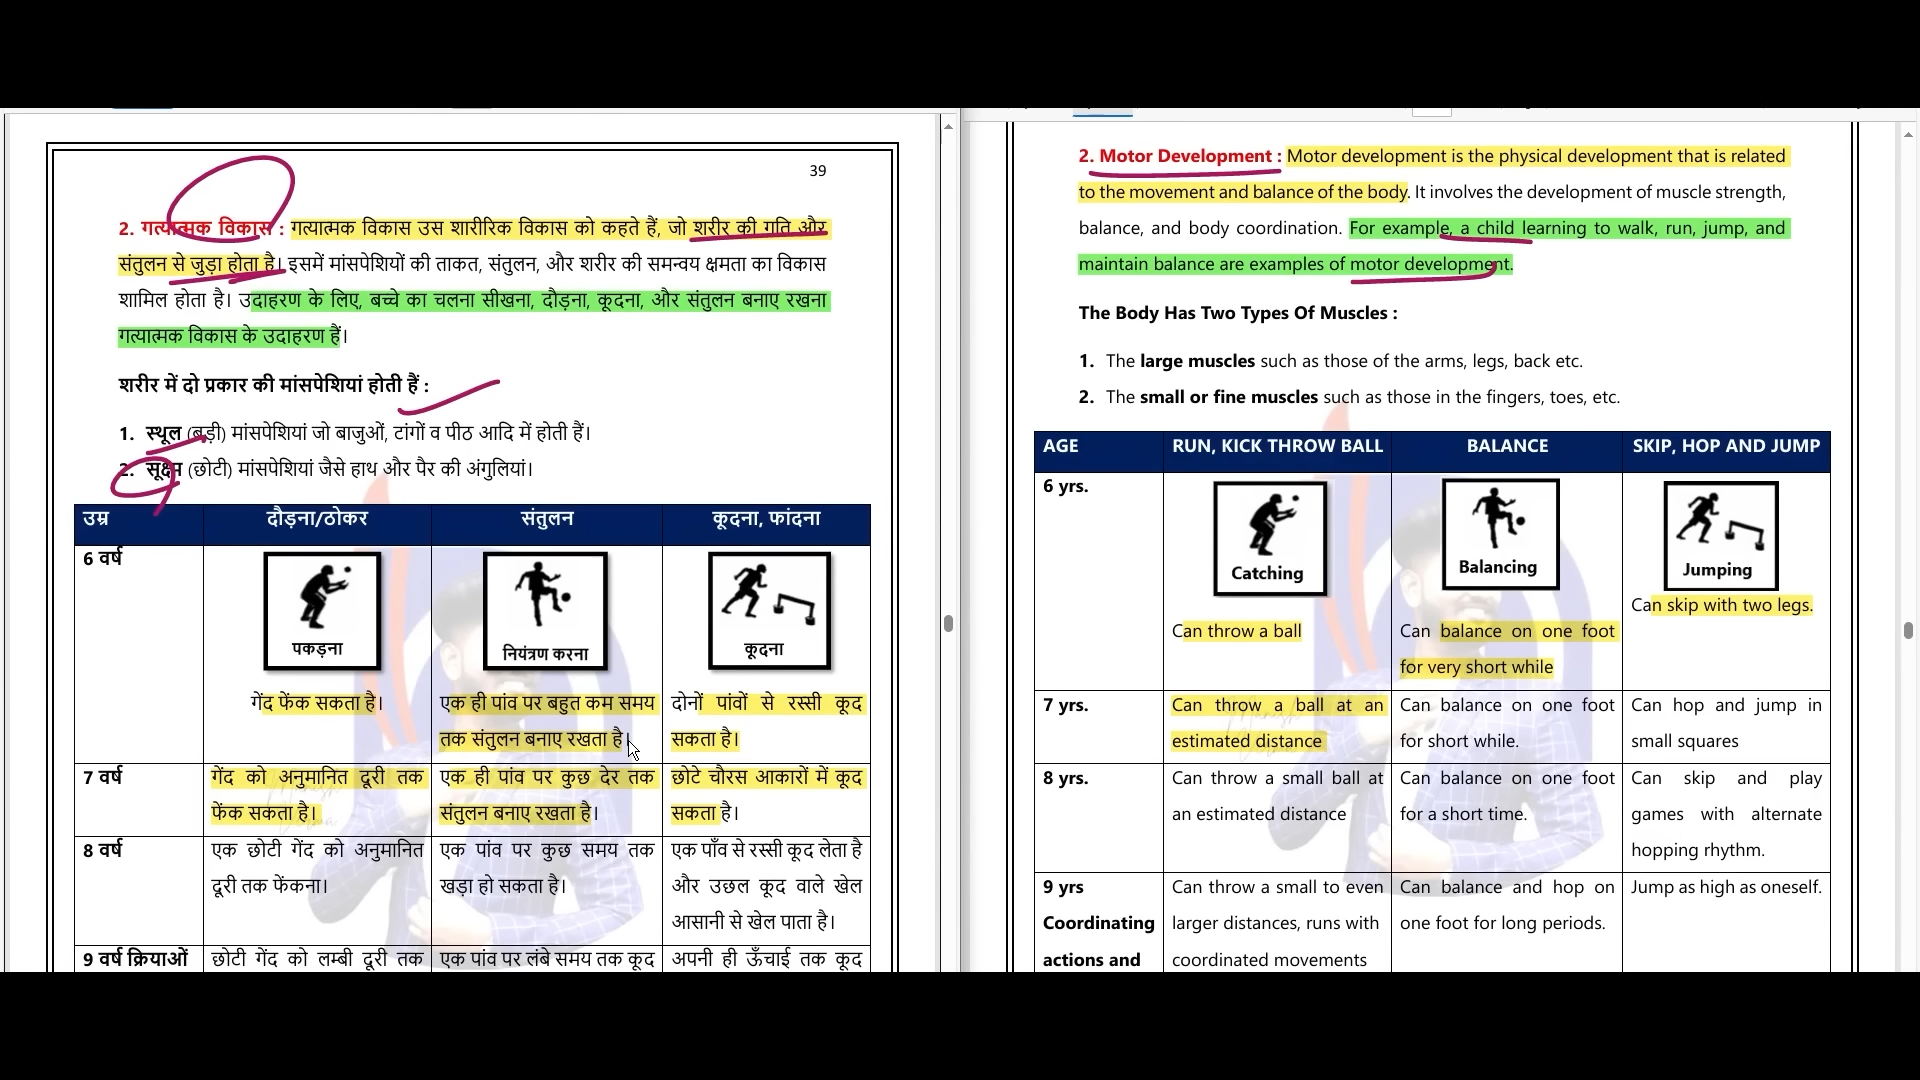 39
2. गत्यात्मक विकास : गत्यात्मक विकास उस शारीरिक विकास को कहते हैं, जो शरीर की गति और
संतुलन से जुड़ा होता है। इसमें मांसपेशियों की ताकत, संतुलन, और शरीर की समन्वय क्षमता का विकास
शामिल होता है। उदाहरण के लिए, बच्चे का चलना सीखना, दौड़ना, कूदना, और संतुलन बनाए रखना
गत्यात्मक विकास के उदाहरण हैं।
शरीर में दो प्रकार की मांसपेशियां होती हैं :
1. स्थूल (बड़ी) मांसपेशियां जो बाजुओं, टांगों व पीठ आदि में होती हैं।
2. सूक्ष्म (छोटी) मांसपेशियां जैसे हाथ और पैर की अंगुलियां।
उम्र दौड़ना/ठोकर संतुलन कूदना, फांदना
6 वर्ष
पकड़ना नियंत्रण करना कूदना
गेंद फेंक सकता है। एक ही पांव पर बहुत कम समय दोनों पांवों से रस्सी कूद
तक संतुलन बनाए रखता है। सकता है।
7 वर्ष गेंद को अनुमानित दूरी तक एक ही पांव पर कुछ देर तक छोटे चौरस आकारों में कूद
फेंक सकता है। संतुलन बनाए रखता है। सकता है।
8 वर्ष एक छोटी गेंद को अनुमानित एक पांव पर कुछ समय तक एक पाँव से रस्सी कूद लेता है
दूरी तक फेंकना। खड़ा हो सकता है। और उछल कूद वाले खेल
आसानी से खेल पाता है।
9 वर्ष क्रियाओं छोटी गेंद को लम्बी दूरी तक एक पांव पर लंबे समय तक कूद अपनी ही ऊँचाई तक कूद
2. Motor Development : Motor development is the physical development that is related
to the movement and balance of the body. It involves the development of muscle strength,
balance, and body coordination. For example, a child learning to walk, run, jump, and
maintain balance are examples of motor development.
The Body Has Two Types Of Muscles :
1. The large muscles such as those of the arms, legs, back etc.
2. The small or fine muscles such as those in the fingers, toes, etc.
AGE RUN, KICK THROW BALL BALANCE SKIP, HOP AND JUMP
6 yrs.
Catching Balancing Jumping
Can skip with two legs.
Can throw a ball Can balance on one foot
for very short while
7 yrs. Can throw a ball at an Can balance on one foot Can hop and jump in
estimated distance for short while. small squares
8 yrs. Can throw a small ball at Can balance on one foot Can skip and play
an estimated distance for a short time. games with alternate
hopping rhythm.
9 yrs Can throw a small to even Can balance and hop on Jump as high as oneself.
Coordinating larger distances, runs with one foot for long periods.
actions and coordinated movements